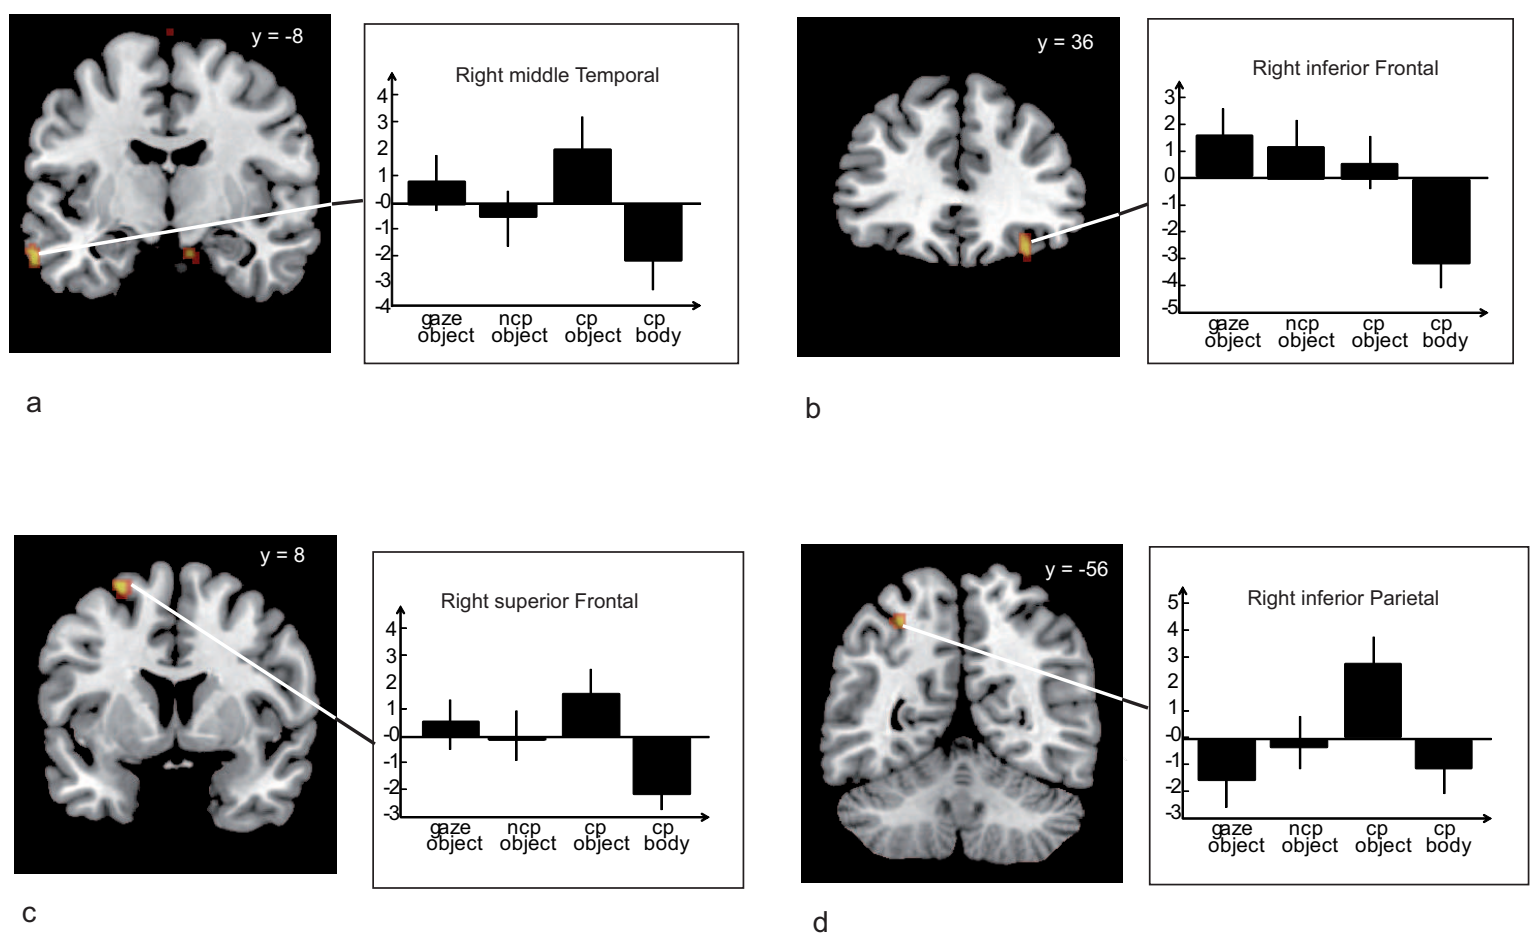 y = -8
Right middle Temporal
4
3
2
1
-0
-1
-2
-3
-4
gaze object
ncp object
cp object
cp body
a
y = 36
Right inferior Frontal
3
2
1
0
-1
-2
-3
-4
-5
gaze object
ncp object
cp object
cp body
b
y = 8
Right superior Frontal
4
3
2
1
-0
-1
-2
-3
gaze object
ncp object
cp object
cp body
c
y = -56
Right inferior Parietal
5
4
3
2
1
-0
-1
-2
-3
gaze object
ncp object
cp object
cp body
d